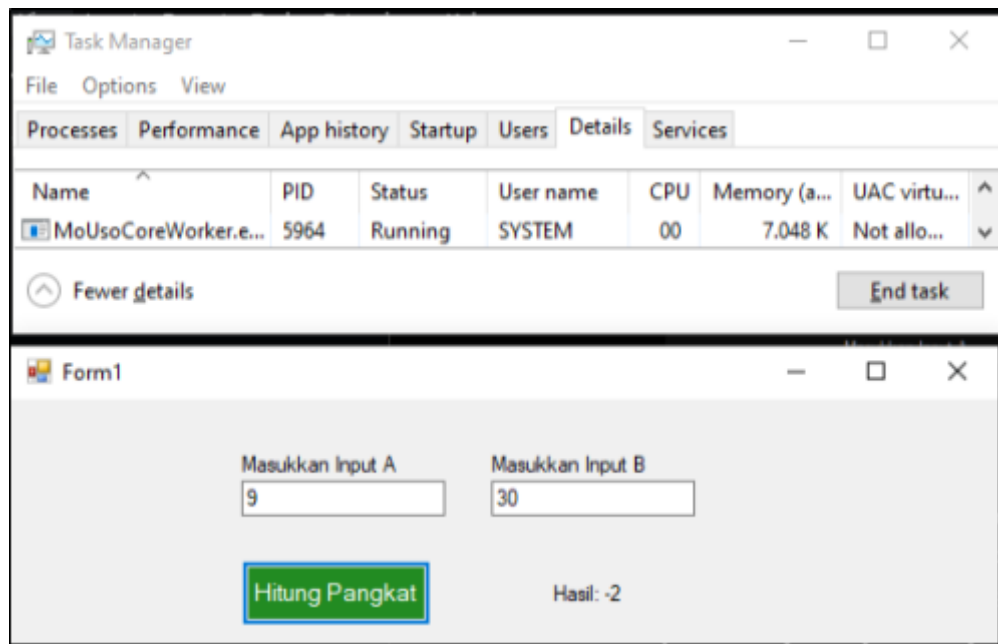 Task Manager
File Options View
Processes Performance App history Startup Users Details Services
Name PID Status User name CPU Memory (a... UAC virtu...
MoUsoCoreWorker.e... 5964 Running SYSTEM 00 7.048 K Not allo...
Fewer details End task
Form1
Masukkan Input A Masukkan Input B
9 30
Hitung Pangkat Hasil: -2